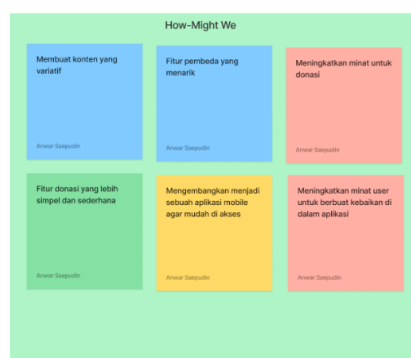 How-Might We
Membuat konten yang
variatif
Anwar Saepudin
Fitur pembeda yang
menarik
Anwar Saepudin
Meningkatkan minat untuk
donasi
Anwar Saepudin
Fitur donasi yang lebih
simpel dan sederhana
Anwar Saepudin
Mengembangkan menjadi
sebuah aplikasi mobile
agar mudah di akses
Anwar Saepudin
Meningkatkan minat user
untuk berbuat kebaikan di
dalam aplikasi
Anwar Saepudin